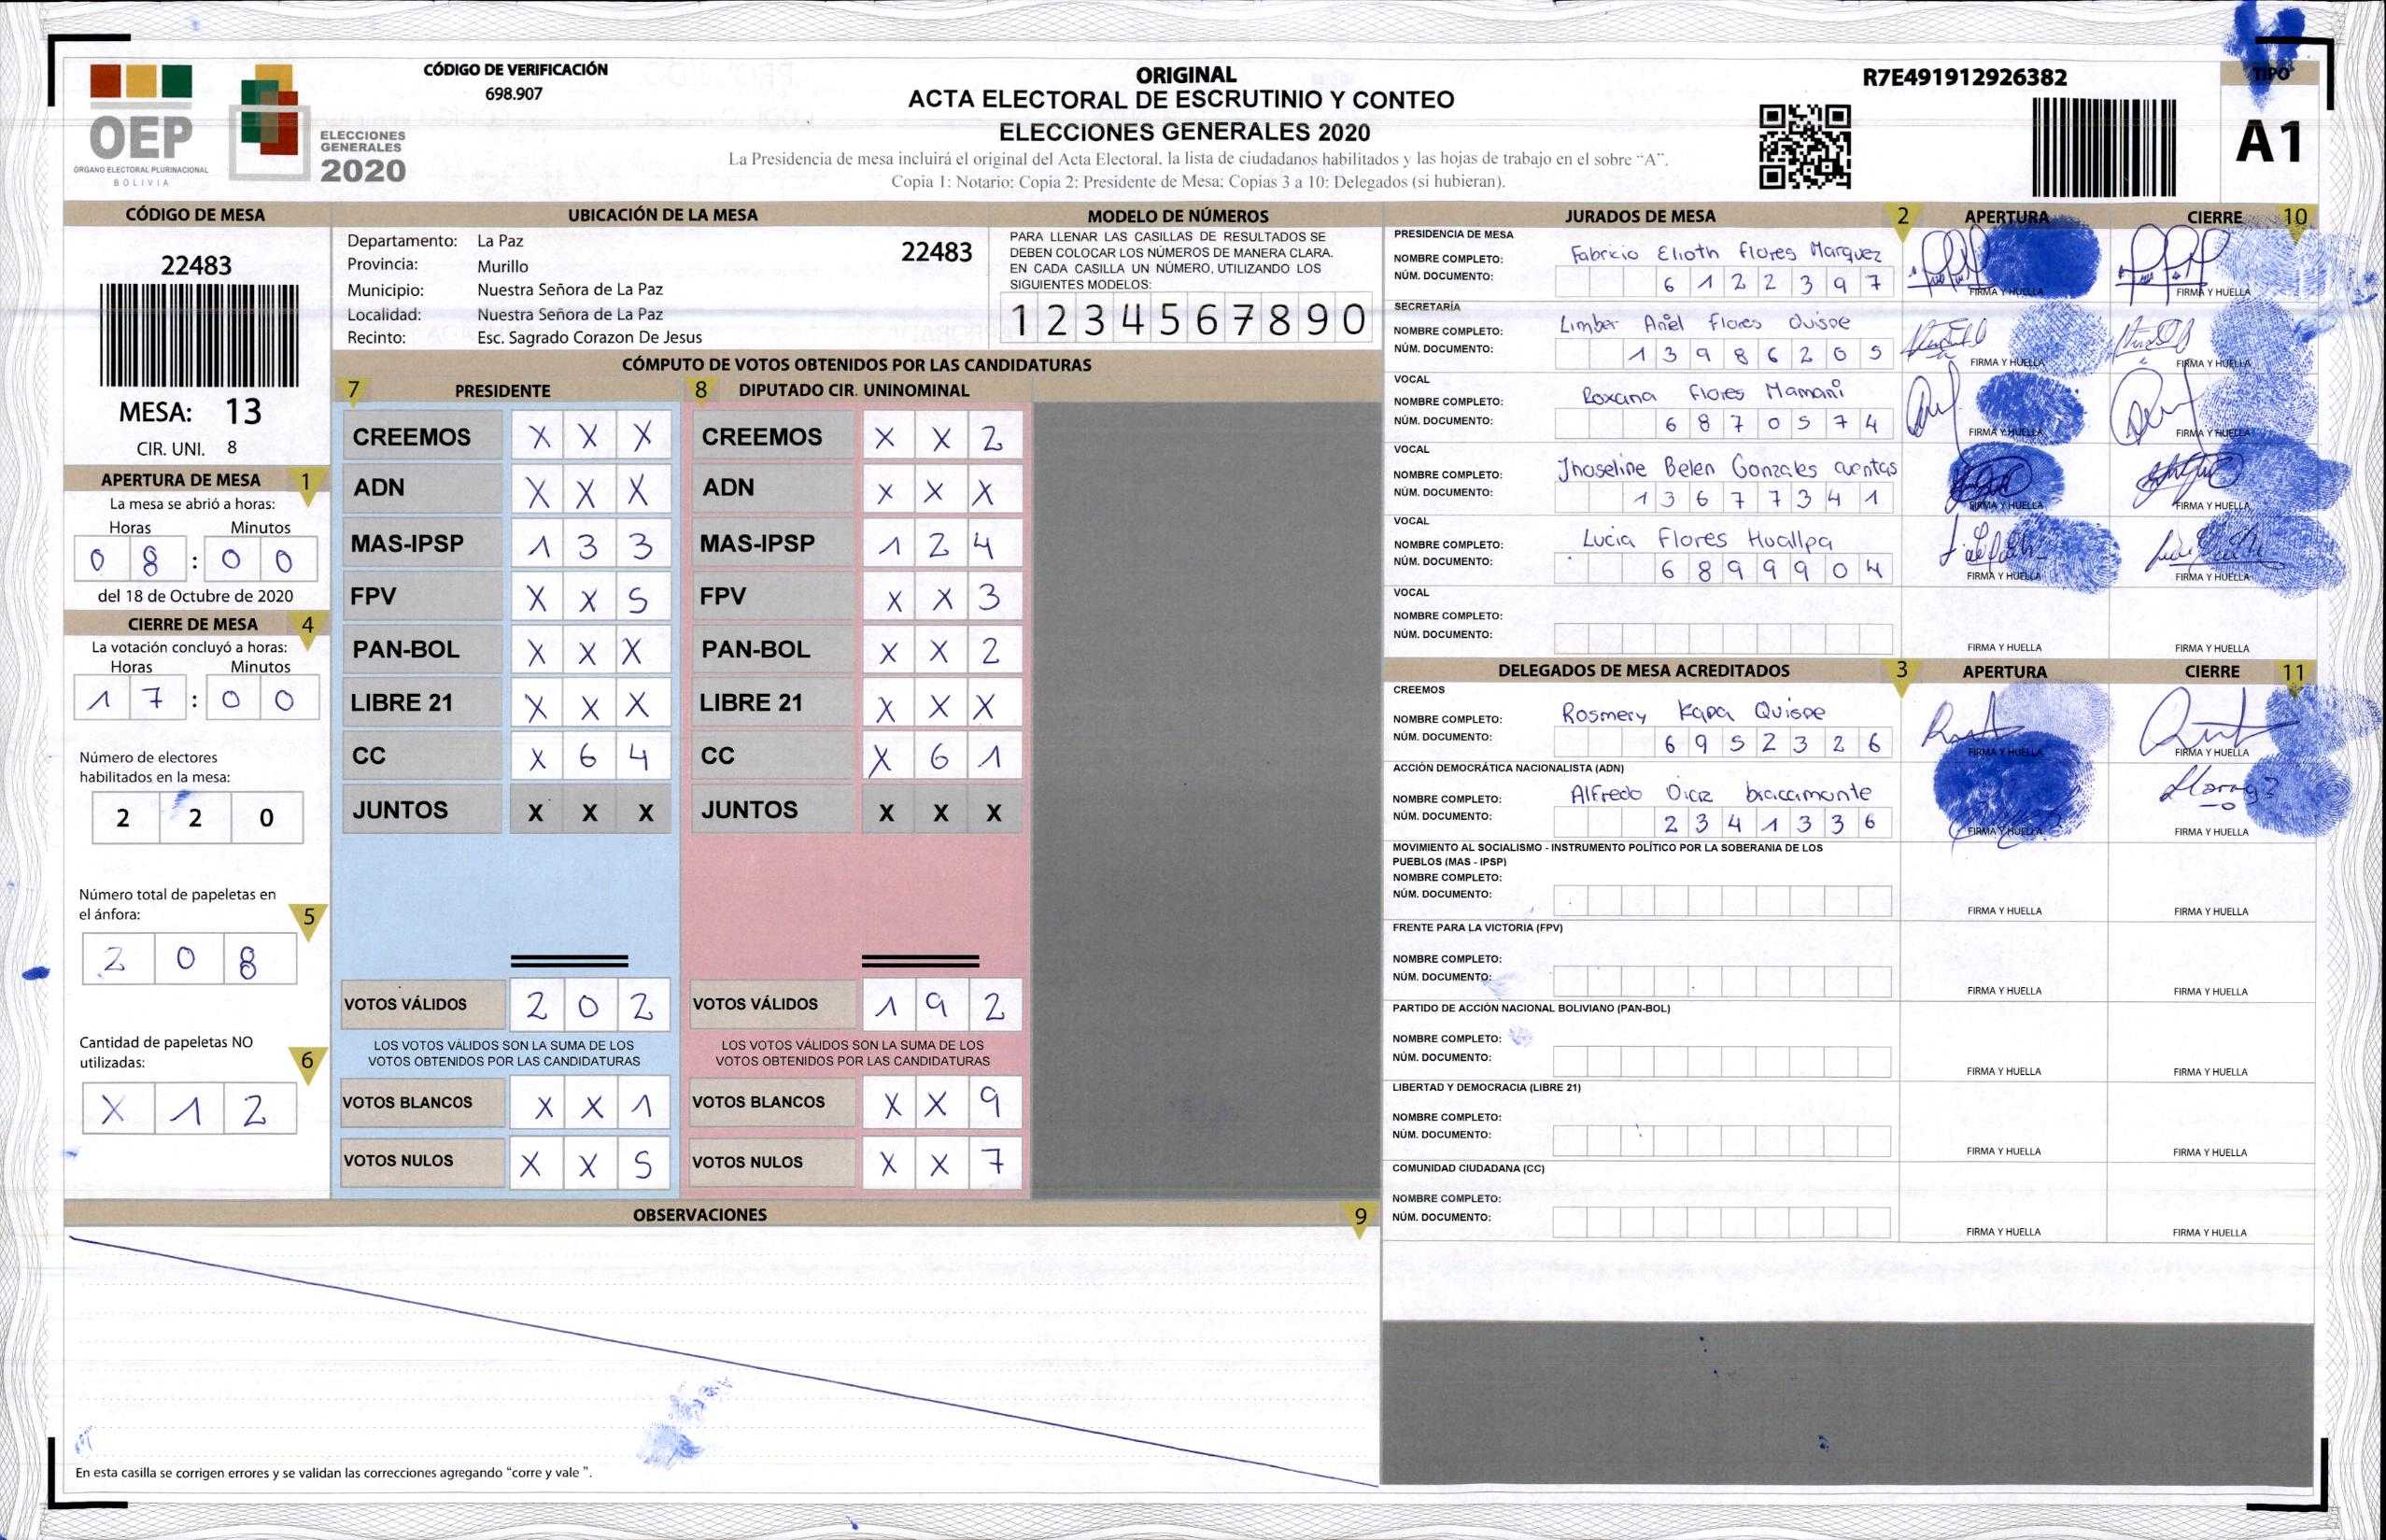 OEP
ÓRGANO ELECTORAL PLURINACIONAL
BOLIVIA
ELECCIONES
GENERALES
2020
CÓDIGO DE VERIFICACIÓN
698.907
ORIGINAL
ACTA ELECTORAL DE ESCRUTINIO Y CONTEO
ELECCIONES GENERALES 2020
La Presidencia de mesa incluirá el original del Acta Electoral, la lista de ciudadanos habilitados y las hojas de trabajo en el sobre “A”.
Copia 1: Notario; Copia 2: Presidente de Mesa; Copias 3 a 10: Delegados (si hubieran).
R7E491912926382
TIPO
A1
CÓDIGO DE MESA
22483
MESA: 13
CIR. UNI. 8
APERTURA DE MESA 1
La mesa se abrió a horas:
Horas Minutos
0 8 : 0 0
del 18 de Octubre de 2020
CIERRE DE MESA 4
La votación concluyó a horas:
Horas Minutos
1 7 : 0 0
Número de electores
habilitados en la mesa:
2 2 0
Número total de papeletas en
el ánfora: 5
2 0 8
Cantidad de papeletas NO
utilizadas: 6
X 1 2
UBICACIÓN DE LA MESA
Departamento: La Paz 22483
Provincia: Murillo
Municipio: Nuestra Señora de La Paz
Localidad: Nuestra Señora de La Paz
Recinto: Esc. Sagrado Corazon De Jesus
MODELO DE NÚMEROS
PARA LLENAR LAS CASILLAS DE RESULTADOS SE
DEBEN COLOCAR LOS NÚMEROS DE MANERA CLARA.
EN CADA CASILLA UN NÚMERO, UTILIZANDO LOS
SIGUIENTES MODELOS:
1 2 3 4 5 6 7 8 9 0
CÓMPUTO DE VOTOS OBTENIDOS POR LAS CANDIDATURAS
7 PRESIDENTE 8 DIPUTADO CIR. UNINOMINAL
CREEMOS X X X CREEMOS X X 2
ADN X X X ADN X X X
MAS-IPSP 1 3 3 MAS-IPSP 1 2 4
FPV X X 5 FPV X X 3
PAN-BOL X X X PAN-BOL X X 2
LIBRE 21 X X X LIBRE 21 X X X
CC X 6 4 CC X 6 1
JUNTOS X X X JUNTOS X X X
VOTOS VÁLIDOS 2 0 2 VOTOS VÁLIDOS 1 9 2
LOS VOTOS VÁLIDOS SON LA SUMA DE LOS LOS VOTOS VÁLIDOS SON LA SUMA DE LOS
VOTOS OBTENIDOS POR LAS CANDIDATURAS VOTOS OBTENIDOS POR LAS CANDIDATURAS
VOTOS BLANCOS X X 1 VOTOS BLANCOS X X 9
VOTOS NULOS X X 5 VOTOS NULOS X X 7
OBSERVACIONES 9
En esta casilla se corrigen errores y se validan las correcciones agregando “corre y vale ”.
JURADOS DE MESA 2 APERTURA CIERRE 10
PRESIDENCIA DE MESA
NOMBRE COMPLETO: Fabricio Elioth Flores Marquez
NÚM. DOCUMENTO: 6 1 2 2 3 9 7
FIRMA Y HUELLA FIRMA Y HUELLA
SECRETARÍA
NOMBRE COMPLETO: Limber Ariel Flores Quispe
NÚM. DOCUMENTO: 1 3 9 8 6 2 0 5
FIRMA Y HUELLA FIRMA Y HUELLA
VOCAL
NOMBRE COMPLETO: Roxana Flores Mamani
NÚM. DOCUMENTO: 6 8 7 0 5 7 4
FIRMA Y HUELLA FIRMA Y HUELLA
VOCAL
NOMBRE COMPLETO: Jhoseline Belen Gonzales cuentas
NÚM. DOCUMENTO: 1 3 6 7 7 3 4 1
FIRMA Y HUELLA FIRMA Y HUELLA
VOCAL
NOMBRE COMPLETO: Lucia Flores Huallpa
NÚM. DOCUMENTO: 6 8 9 9 9 0 4
FIRMA Y HUELLA FIRMA Y HUELLA
VOCAL
NOMBRE COMPLETO:
NÚM. DOCUMENTO:
FIRMA Y HUELLA FIRMA Y HUELLA
DELEGADOS DE MESA ACREDITADOS 3 APERTURA CIERRE 11
CREEMOS
NOMBRE COMPLETO: Rosmery Kapa Quispe
NÚM. DOCUMENTO: 6 9 5 2 3 2 6
FIRMA Y HUELLA FIRMA Y HUELLA
ACCIÓN DEMOCRÁTICA NACIONALISTA (ADN)
NOMBRE COMPLETO: Alfredo Diaz bracamonte
NÚM. DOCUMENTO: 2 3 4 1 3 3 6
FIRMA Y HUELLA FIRMA Y HUELLA
MOVIMIENTO AL SOCIALISMO - INSTRUMENTO POLÍTICO POR LA SOBERANIA DE LOS
PUEBLOS (MAS - IPSP)
NOMBRE COMPLETO:
NÚM. DOCUMENTO:
FIRMA Y HUELLA FIRMA Y HUELLA
FRENTE PARA LA VICTORIA (FPV)
NOMBRE COMPLETO:
NÚM. DOCUMENTO:
FIRMA Y HUELLA FIRMA Y HUELLA
PARTIDO DE ACCIÓN NACIONAL BOLIVIANO (PAN-BOL)
NOMBRE COMPLETO:
NÚM. DOCUMENTO:
FIRMA Y HUELLA FIRMA Y HUELLA
LIBERTAD Y DEMOCRACIA (LIBRE 21)
NOMBRE COMPLETO:
NÚM. DOCUMENTO:
FIRMA Y HUELLA FIRMA Y HUELLA
COMUNIDAD CIUDADANA (CC)
NOMBRE COMPLETO:
NÚM. DOCUMENTO:
FIRMA Y HUELLA FIRMA Y HUELLA